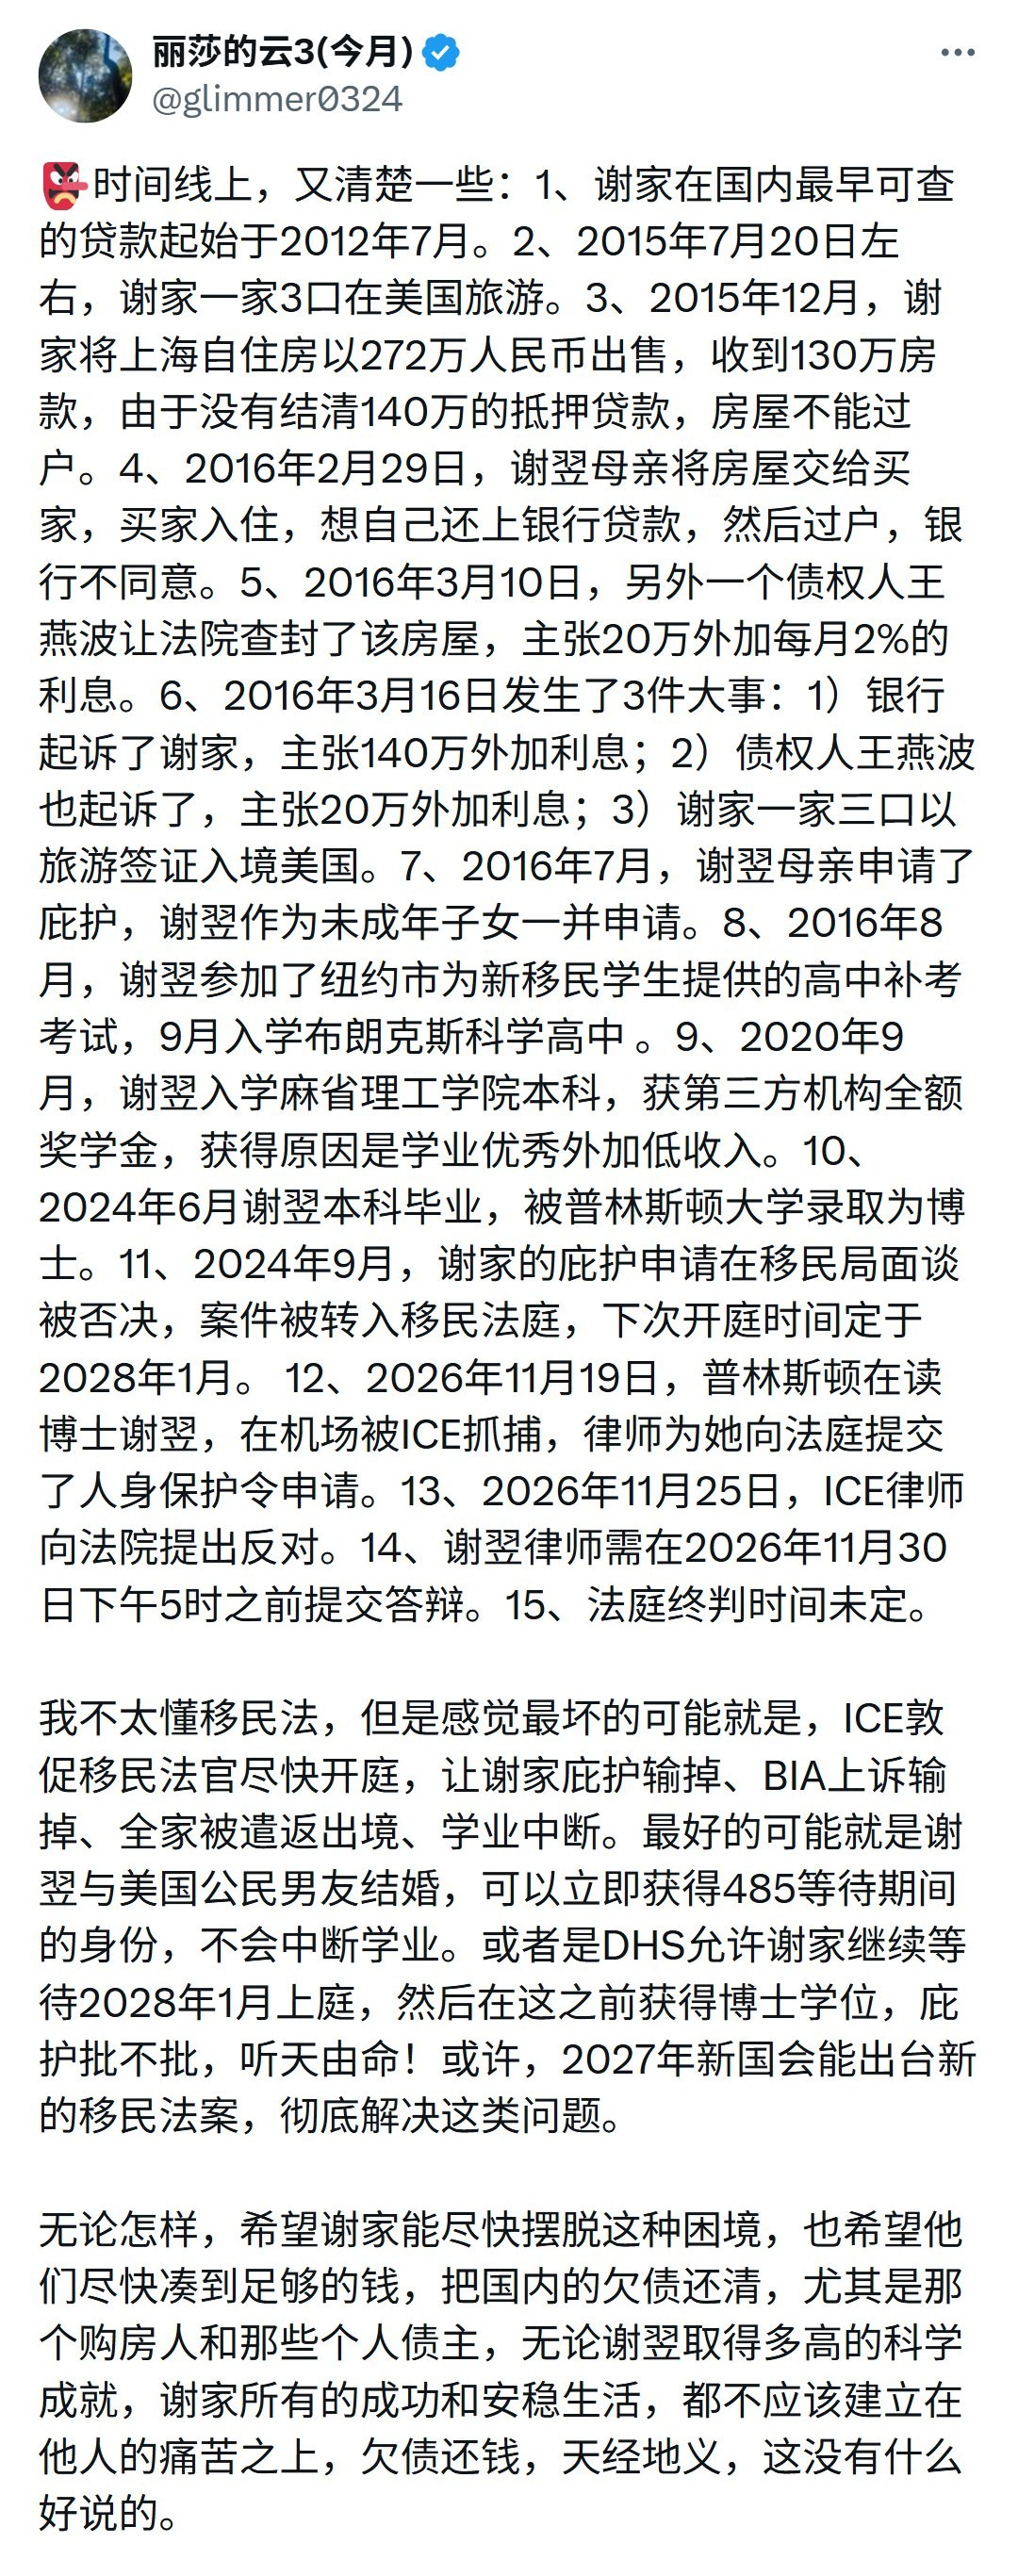 丽莎的云3(今月)
@glimmer0324
👺时间线上，又清楚一些：1、谢家在国内最早可查
的贷款起始于2012年7月。2、2015年7月20日左
右，谢家一家3口在美国旅游。3、2015年12月，谢
家将上海自住房以272万人民币出售，收到130万房
款，由于没有结清140万的抵押贷款，房屋不能过
户。4、2016年2月29日，谢翌母亲将房屋交给买
家，买家入住，想自己还上银行贷款，然后过户，银
行不同意。5、2016年3月10日，另外一个债权人王
燕波让法院查封了该房屋，主张20万外加每月2%的
利息。6、2016年3月16日发生了3件大事：1）银行
起诉了谢家，主张140万外加利息；2）债权人王燕波
也起诉了，主张20万外加利息；3）谢家一家三口以
旅游签证入境美国。7、2016年7月，谢翌母亲申请了
庇护，谢翌作为未成年子女一并申请。8、2016年8
月，谢翌参加了纽约市为新移民学生提供的高中补考
考试，9月入学布朗克斯科学高中 。9、2020年9
月，谢翌入学麻省理工学院本科，获第三方机构全额
奖学金，获得原因是学业优秀外加低收入。10、
2024年6月谢翌本科毕业，被普林斯顿大学录取为博
士。11、2024年9月，谢家的庇护申请在移民局面谈
被否决，案件被转入移民法庭，下次开庭时间定于
2028年1月。 12、2026年11月19日，普林斯顿在读
博士谢翌，在机场被ICE抓捕，律师为她向法庭提交
了人身保护令申请。13、2026年11月25日，ICE律师
向法院提出反对。14、谢翌律师需在2026年11月30
日下午5时之前提交答辩。15、法庭终判时间未定。
我不太懂移民法，但是感觉最坏的可能就是，ICE敦
促移民法官尽快开庭，让谢家庇护输掉、BIA上诉输
掉、全家被遣返出境、学业中断。最好的可能就是谢
翌与美国公民男友结婚，可以立即获得485等待期间
的身份，不会中断学业。或者是DHS允许谢家继续等
待2028年1月上庭，然后在这之前获得博士学位，庇
护批不批，听天由命！或许，2027年新国会能出台新
的移民法案，彻底解决这类问题。
无论怎样，希望谢家能尽快摆脱这种困境，也希望他
们尽快凑到足够的钱，把国内的欠债还清，尤其是那
个购房人和那些个人债主，无论谢翌取得多高的科学
成就，谢家所有的成功和安稳生活，都不应该建立在
他人的痛苦之上，欠债还钱，天经地义，这没有什么
好说的。